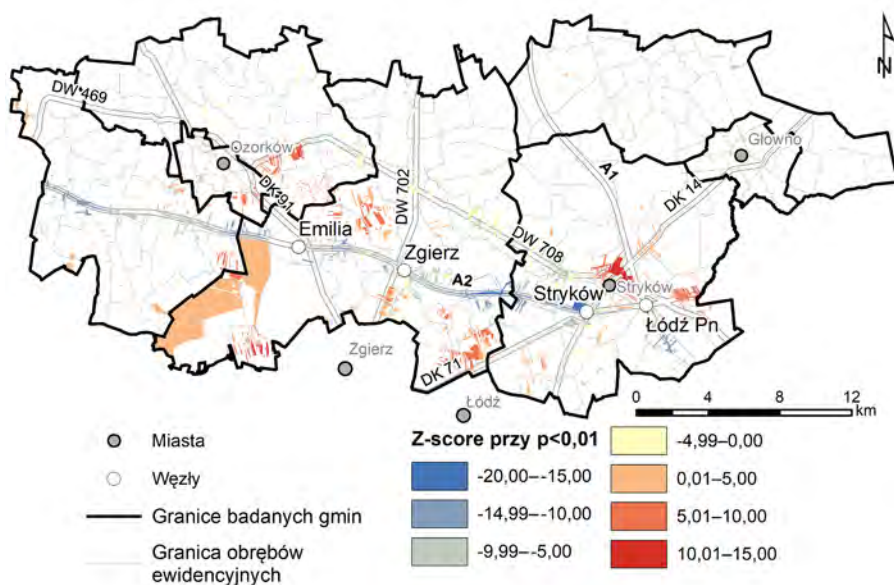 N
DW 469
Ozorków
DK 91
DW 702
A1
Głowno
DK 14
Emilia
Zgierz
DW 708
A2
Stryków
Stryków
Łódź Pn
Zgierz
DK 71
Łódź
0 4 8 12
km
Miasta
Węzły
Granice badanych gmin
Granica obrębów
ewidencyjnych
Z-score przy p<0,01
-20,00–-15,00
-14,99–-10,00
-9,99–-5,00
-4,99–0,00
0,01–5,00
5,01–10,00
10,01–15,00